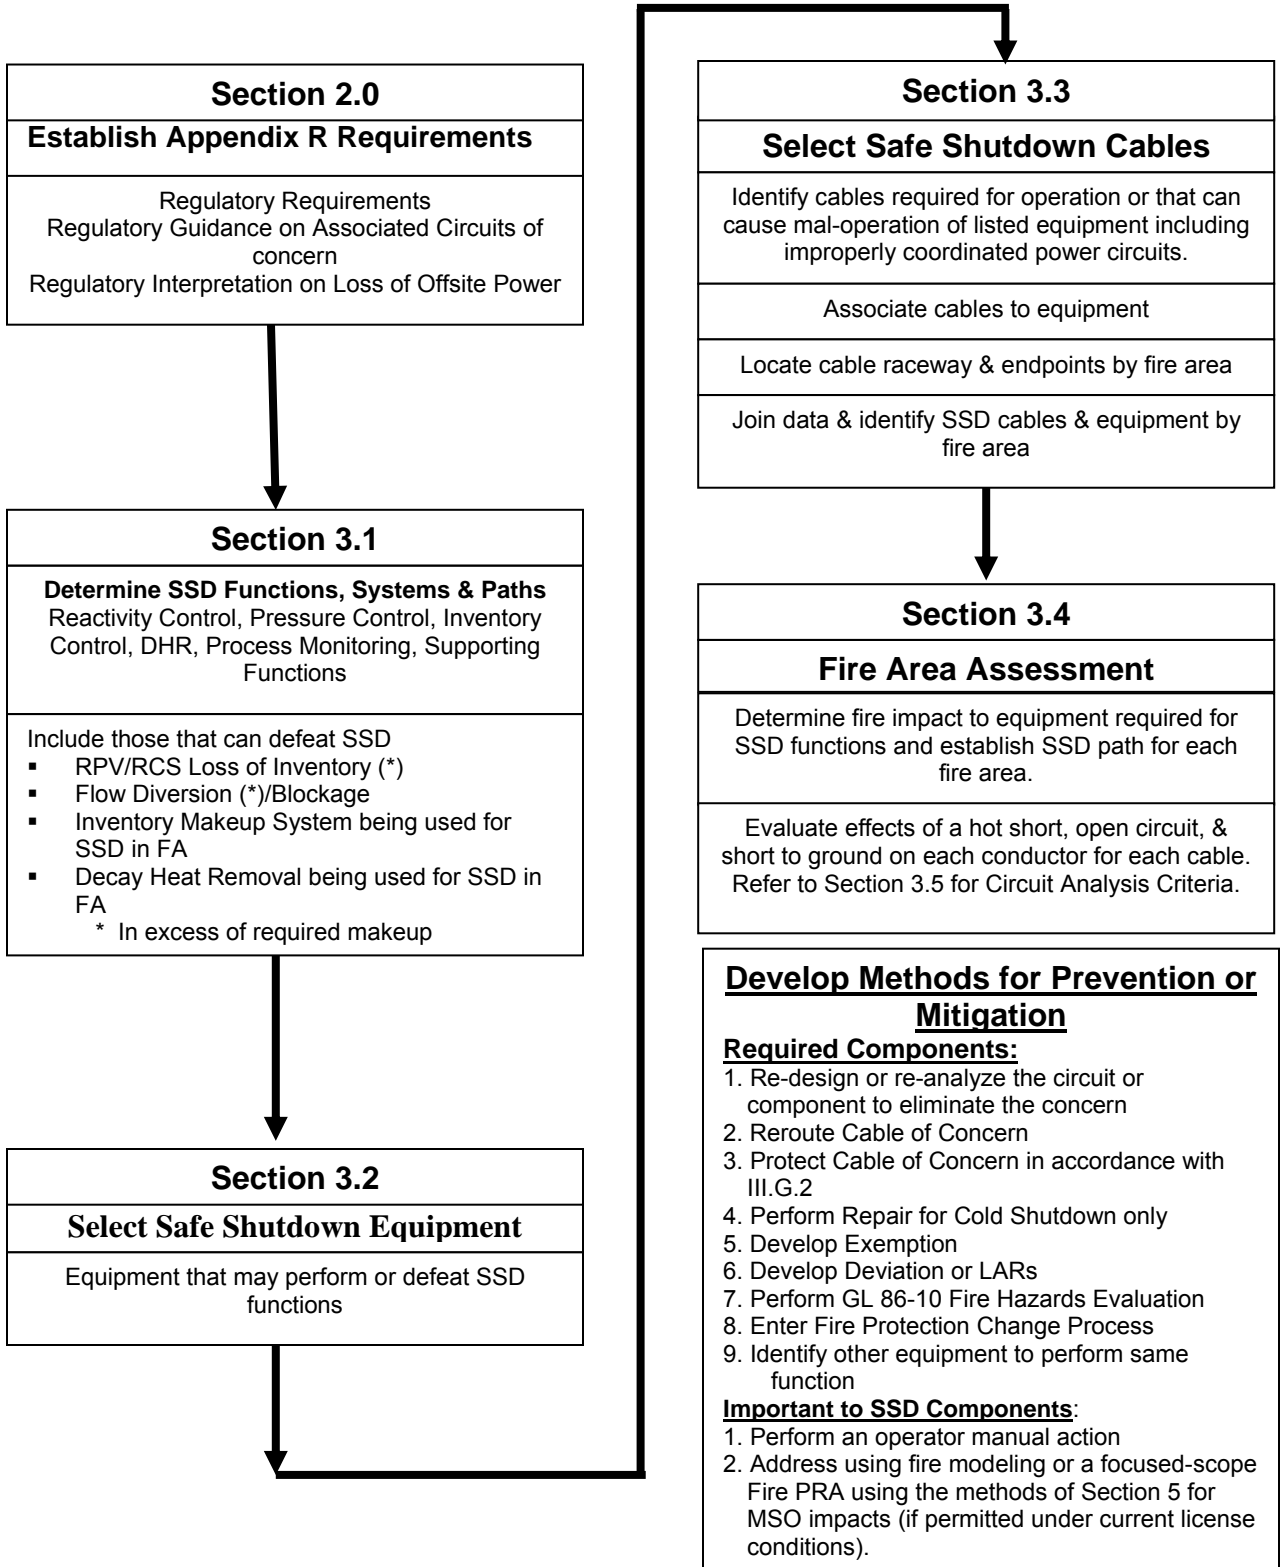 Section 2.0
Establish Appendix R Requirements
Regulatory Requirements
Regulatory Guidance on Associated Circuits of
concern
Regulatory Interpretation on Loss of Offsite Power
Section 3.1
Determine SSD Functions, Systems & Paths
Reactivity Control, Pressure Control, Inventory
Control, DHR, Process Monitoring, Supporting
Functions
Include those that can defeat SSD
▪ RPV/RCS Loss of Inventory (*)
▪ Flow Diversion (*)/Blockage
▪ Inventory Makeup System being used for
SSD in FA
▪ Decay Heat Removal being used for SSD in
FA
* In excess of required makeup
Section 3.2
Select Safe Shutdown Equipment
Equipment that may perform or defeat SSD
functions
Section 3.3
Select Safe Shutdown Cables
Identify cables required for operation or that can
cause mal-operation of listed equipment including
improperly coordinated power circuits.
Associate cables to equipment
Locate cable raceway & endpoints by fire area
Join data & identify SSD cables & equipment by
fire area
Section 3.4
Fire Area Assessment
Determine fire impact to equipment required for
SSD functions and establish SSD path for each
fire area.
Evaluate effects of a hot short, open circuit, &
short to ground on each conductor for each cable.
Refer to Section 3.5 for Circuit Analysis Criteria.
Develop Methods for Prevention or
Mitigation
Required Components:
1. Re-design or re-analyze the circuit or
component to eliminate the concern
2. Reroute Cable of Concern
3. Protect Cable of Concern in accordance with
III.G.2
4. Perform Repair for Cold Shutdown only
5. Develop Exemption
6. Develop Deviation or LARs
7. Perform GL 86-10 Fire Hazards Evaluation
8. Enter Fire Protection Change Process
9. Identify other equipment to perform same
function
Important to SSD Components:
1. Perform an operator manual action
2. Address using fire modeling or a focused-scope
Fire PRA using the methods of Section 5 for
MSO impacts (if permitted under current license
conditions).